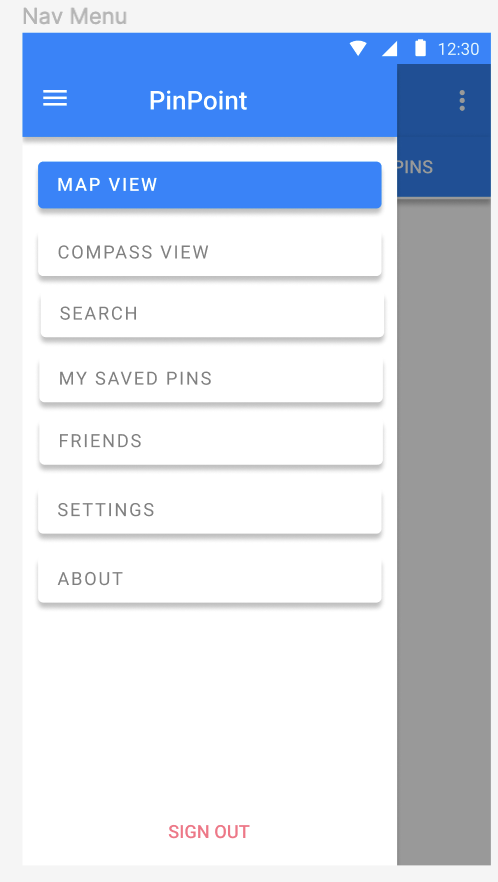 Nav Menu
12:30
PinPoint
PINS
MAP VIEW
COMPASS VIEW
SEARCH
MY SAVED PINS
FRIENDS
SETTINGS
ABOUT
SIGN OUT